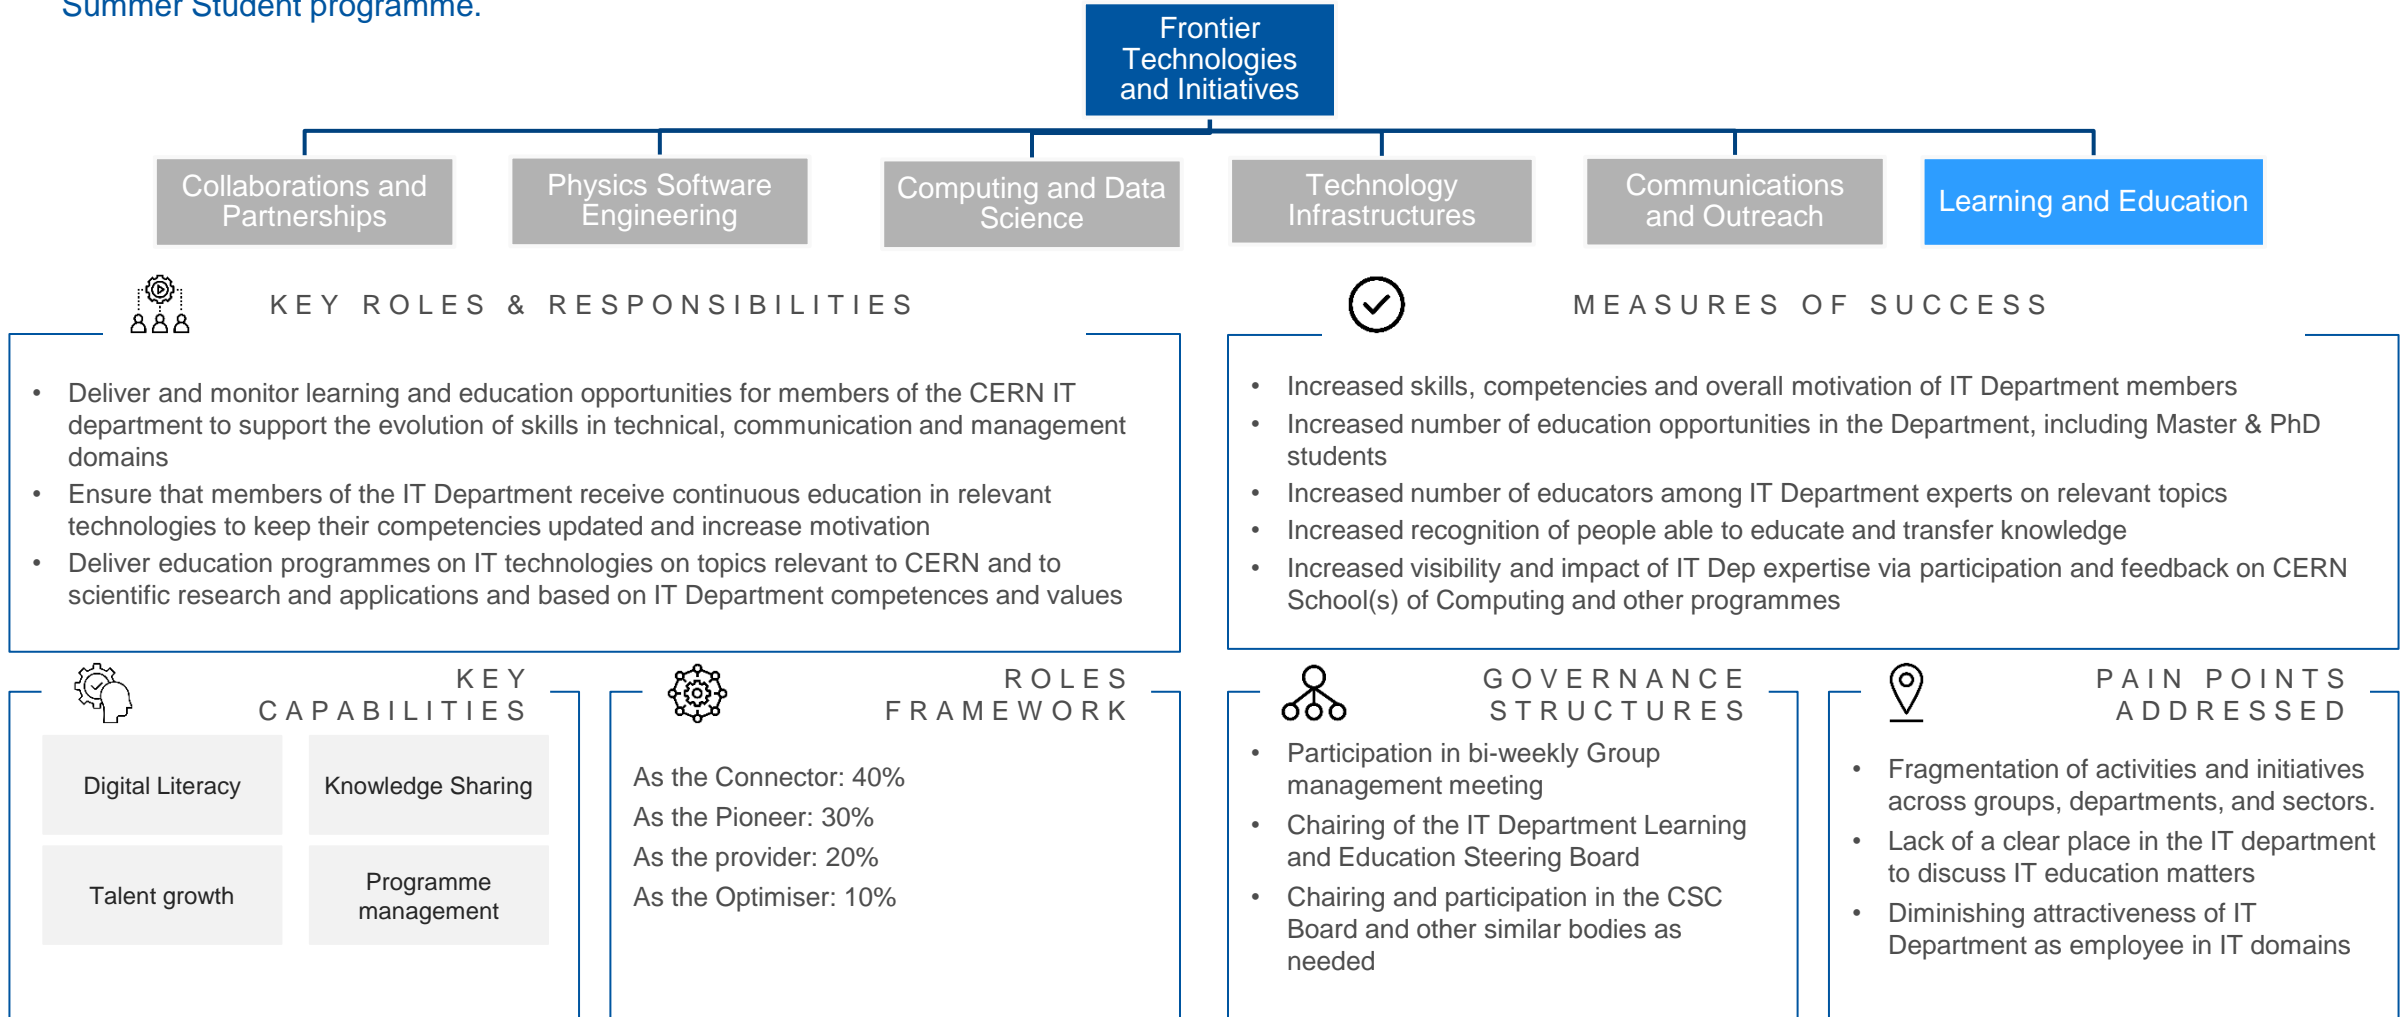 Summer Student programme.
Frontier
Technologies
and Initiatives
Collaborations and
Partnerships
Physics Software
Engineering
Computing and Data
Science
Technology
Infrastructures
Communications
and Outreach
Learning and Education
KEY ROLES & RESPONSIBILITIES
• Deliver and monitor learning and education opportunities for members of the CERN IT
department to support the evolution of skills in technical, communication and management
domains
• Ensure that members of the IT Department receive continuous education in relevant
technologies to keep their competencies updated and increase motivation
• Deliver education programmes on IT technologies on topics relevant to CERN and to
scientific research and applications and based on IT Department competences and values
MEASURES OF SUCCESS
• Increased skills, competencies and overall motivation of IT Department members
• Increased number of education opportunities in the Department, including Master & PhD
students
• Increased number of educators among IT Department experts on relevant topics
• Increased recognition of people able to educate and transfer knowledge
• Increased visibility and impact of IT Dep expertise via participation and feedback on CERN
School(s) of Computing and other programmes
KEY
CAPABILITIES
Digital Literacy
Knowledge Sharing
Talent growth
Programme
management
ROLES
FRAMEWORK
As the Connector: 40%
As the Pioneer: 30%
As the provider: 20%
As the Optimiser: 10%
GOVERNANCE
STRUCTURES
• Participation in bi-weekly Group
management meeting
• Chairing of the IT Department Learning
and Education Steering Board
• Chairing and participation in the CSC
Board and other similar bodies as
needed
PAIN POINTS
ADDRESSED
• Fragmentation of activities and initiatives
across groups, departments, and sectors.
• Lack of a clear place in the IT department
to discuss IT education matters
• Diminishing attractiveness of IT
Department as employee in IT domains